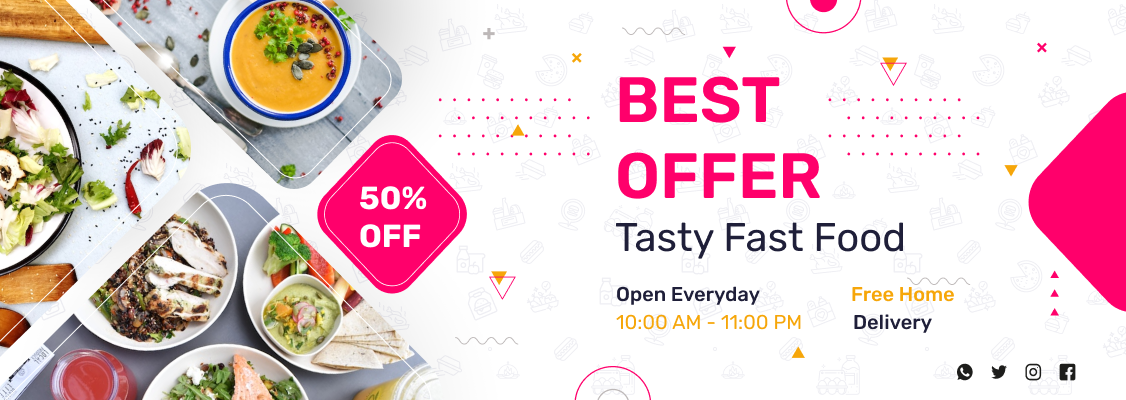 50%
OFF
BEST
OFFER
Tasty Fast Food
Open Everyday
10:00 AM - 11:00 PM
Free Home
Delivery